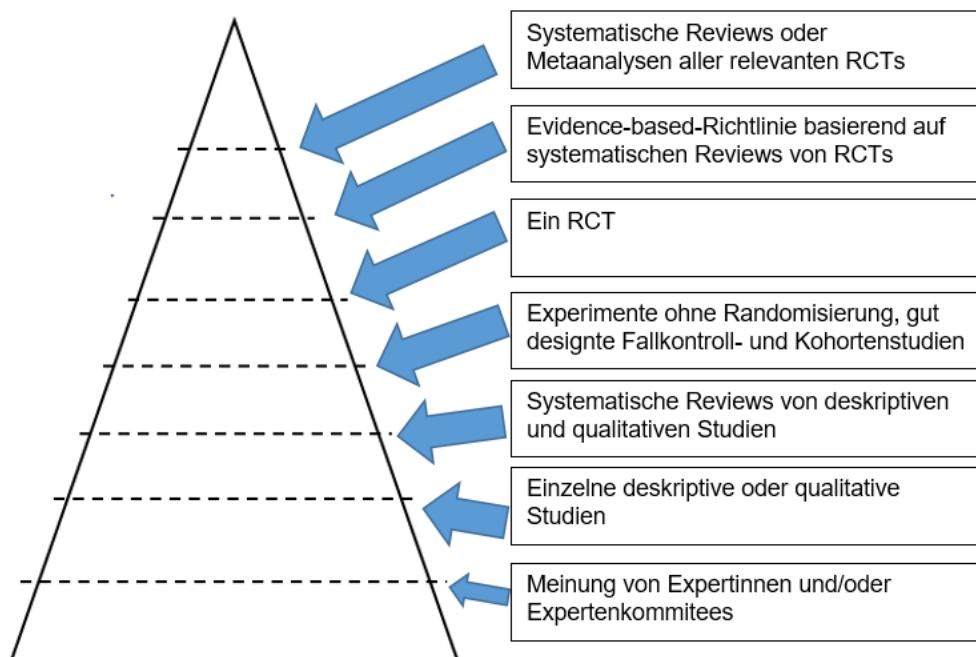 Systematische Reviews oder
Metaanalysen aller relevanten RCTs
Evidence-based-Richtlinie basierend auf
systematischen Reviews von RCTs
Ein RCT
Experimente ohne Randomisierung, gut
designte Fallkontroll- und Kohortenstudien
Systematische Reviews von deskriptiven
und qualitativen Studien
Einzelne deskriptive oder qualitative
Studien
Meinung von Expertinnen und/oder
Expertenkommitees